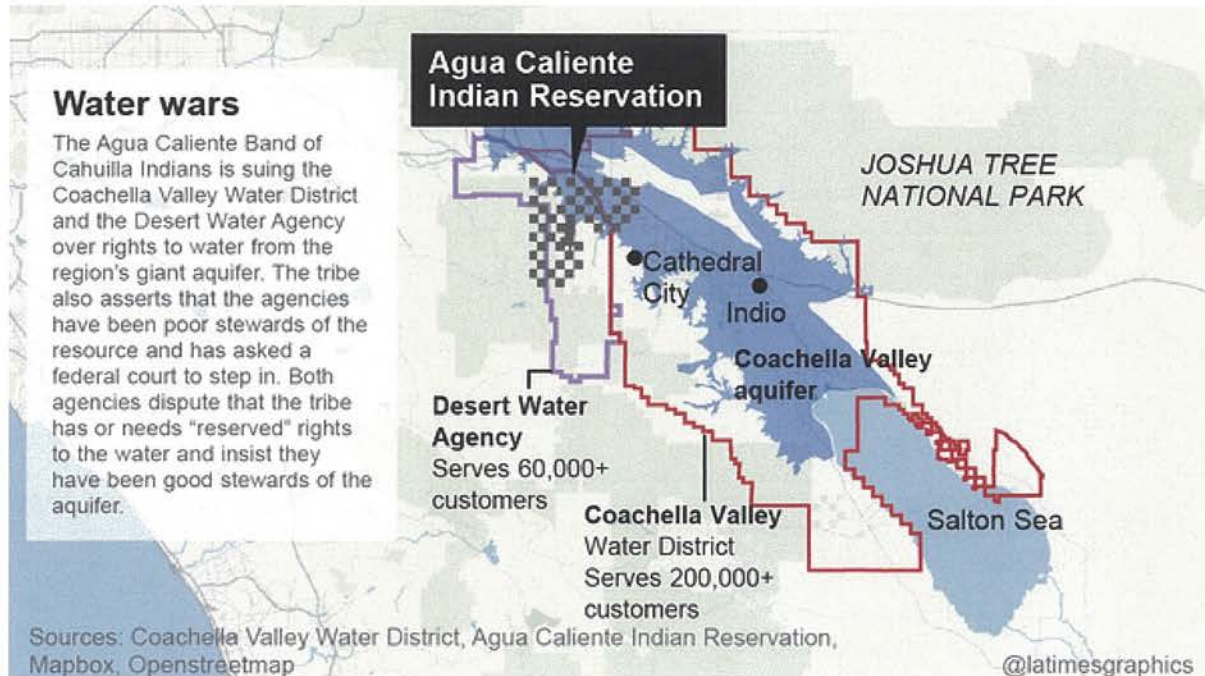 Agua Caliente
Indian Reservation
Water wars
The Agua Caliente Band of
Cahuilla Indians is suing the
Coachella Valley Water District
and the Desert Water Agency
over rights to water from the
region's giant aquifer. The tribe
also asserts that the agencies
have been poor stewards of the
resource and has asked a
federal court to step in. Both
agencies dispute that the tribe
has or needs “reserved” rights
to the water and insist they
have been good stewards of the
aquifer.
JOSHUA TREE
NATIONAL PARK
Cathedral
City
Indio
Coachella Valley
aquifer
Desert Water
Agency
Serves 60,000+
customers
Coachella Valley
Water District
Serves 200,000+
customers
Salton Sea
Sources: Coachella Valley Water District, Agua Caliente Indian Reservation,
Mapbox, Openstreetmap
@latimesgraphics